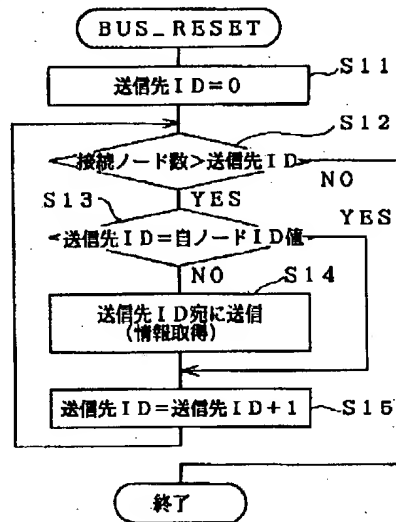 BUS_RESET
S11
送信先ID=0
S12
接続ノード数>送信先ID
NO
S13
YES
YES
送信先ID=自ノードID値
NO
S14
送信先ID宛に送信
(情報取得)
送信先ID=送信先ID+1
S15
終了